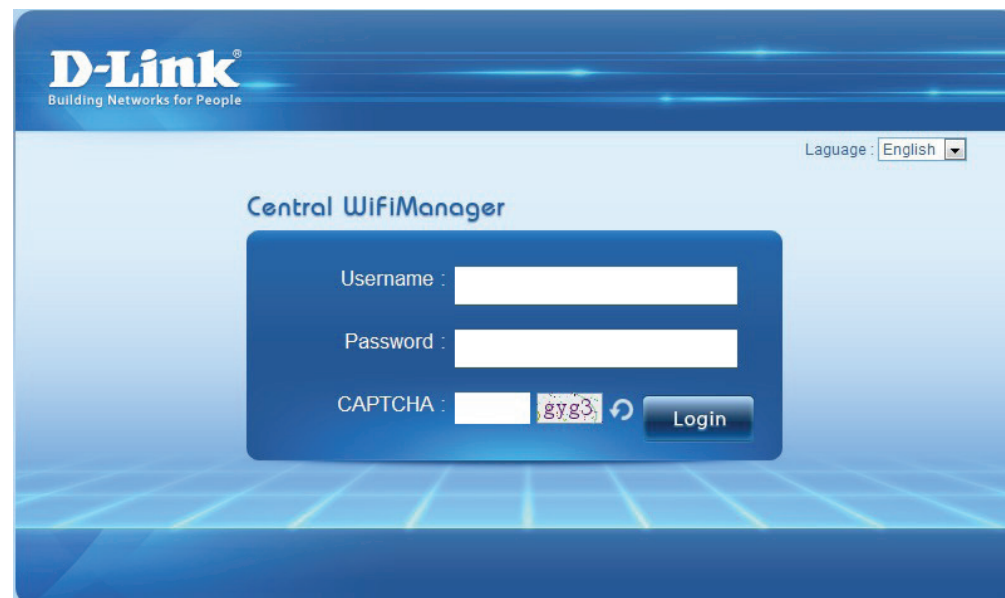 D-Link®
Building Networks for People
Laguage : English
Central WiFiManager
Username :
Password :
CAPTCHA : gyg3 Login